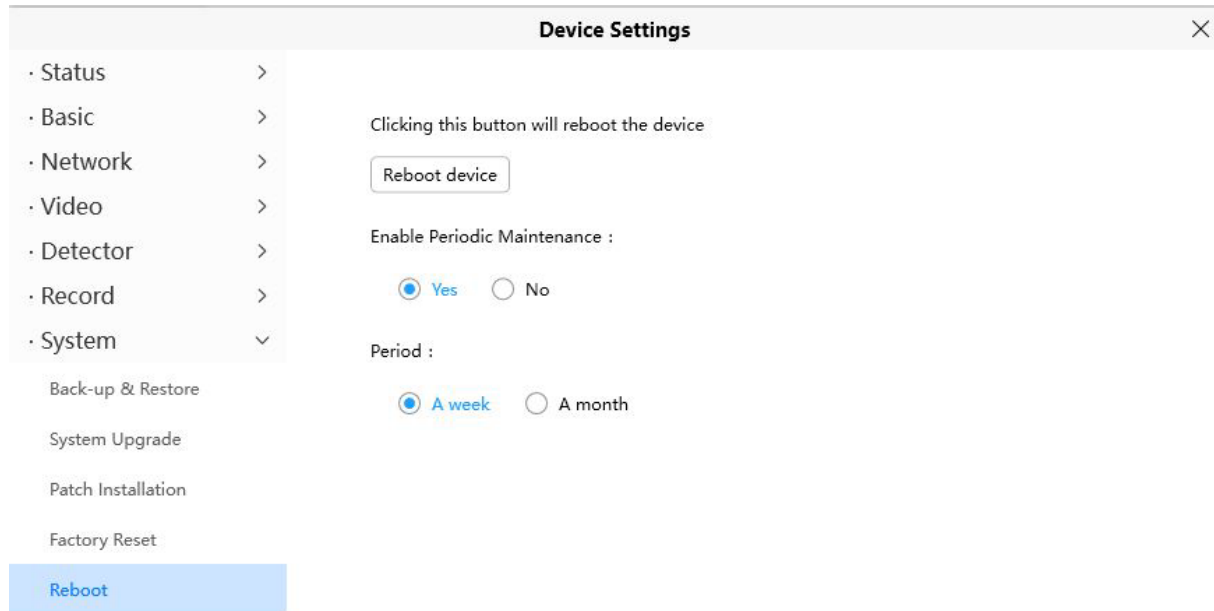 Device Settings
· Status
· Basic
· Network
· Video
· Detector
· Record
· System
Back-up & Restore
System Upgrade
Patch Installation
Factory Reset
Reboot
Clicking this button will reboot the device
Reboot device
Enable Periodic Maintenance :
Yes No
Period :
A week A month